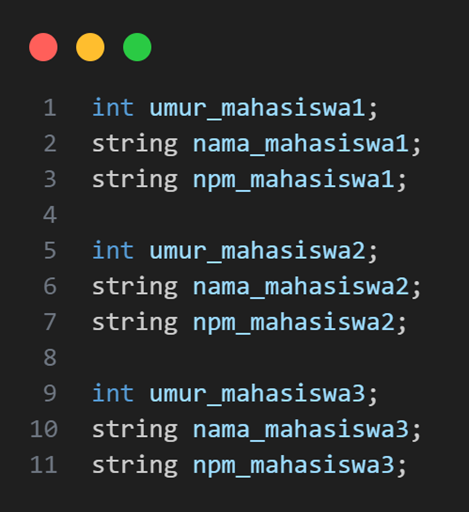 1 int umur_mahasiswa1;
2 string nama_mahasiswa1;
3 string npm_mahasiswa1;
4
5 int umur_mahasiswa2;
6 string nama_mahasiswa2;
7 string npm_mahasiswa2;
8
9 int umur_mahasiswa3;
10 string nama_mahasiswa3;
11 string npm_mahasiswa3;